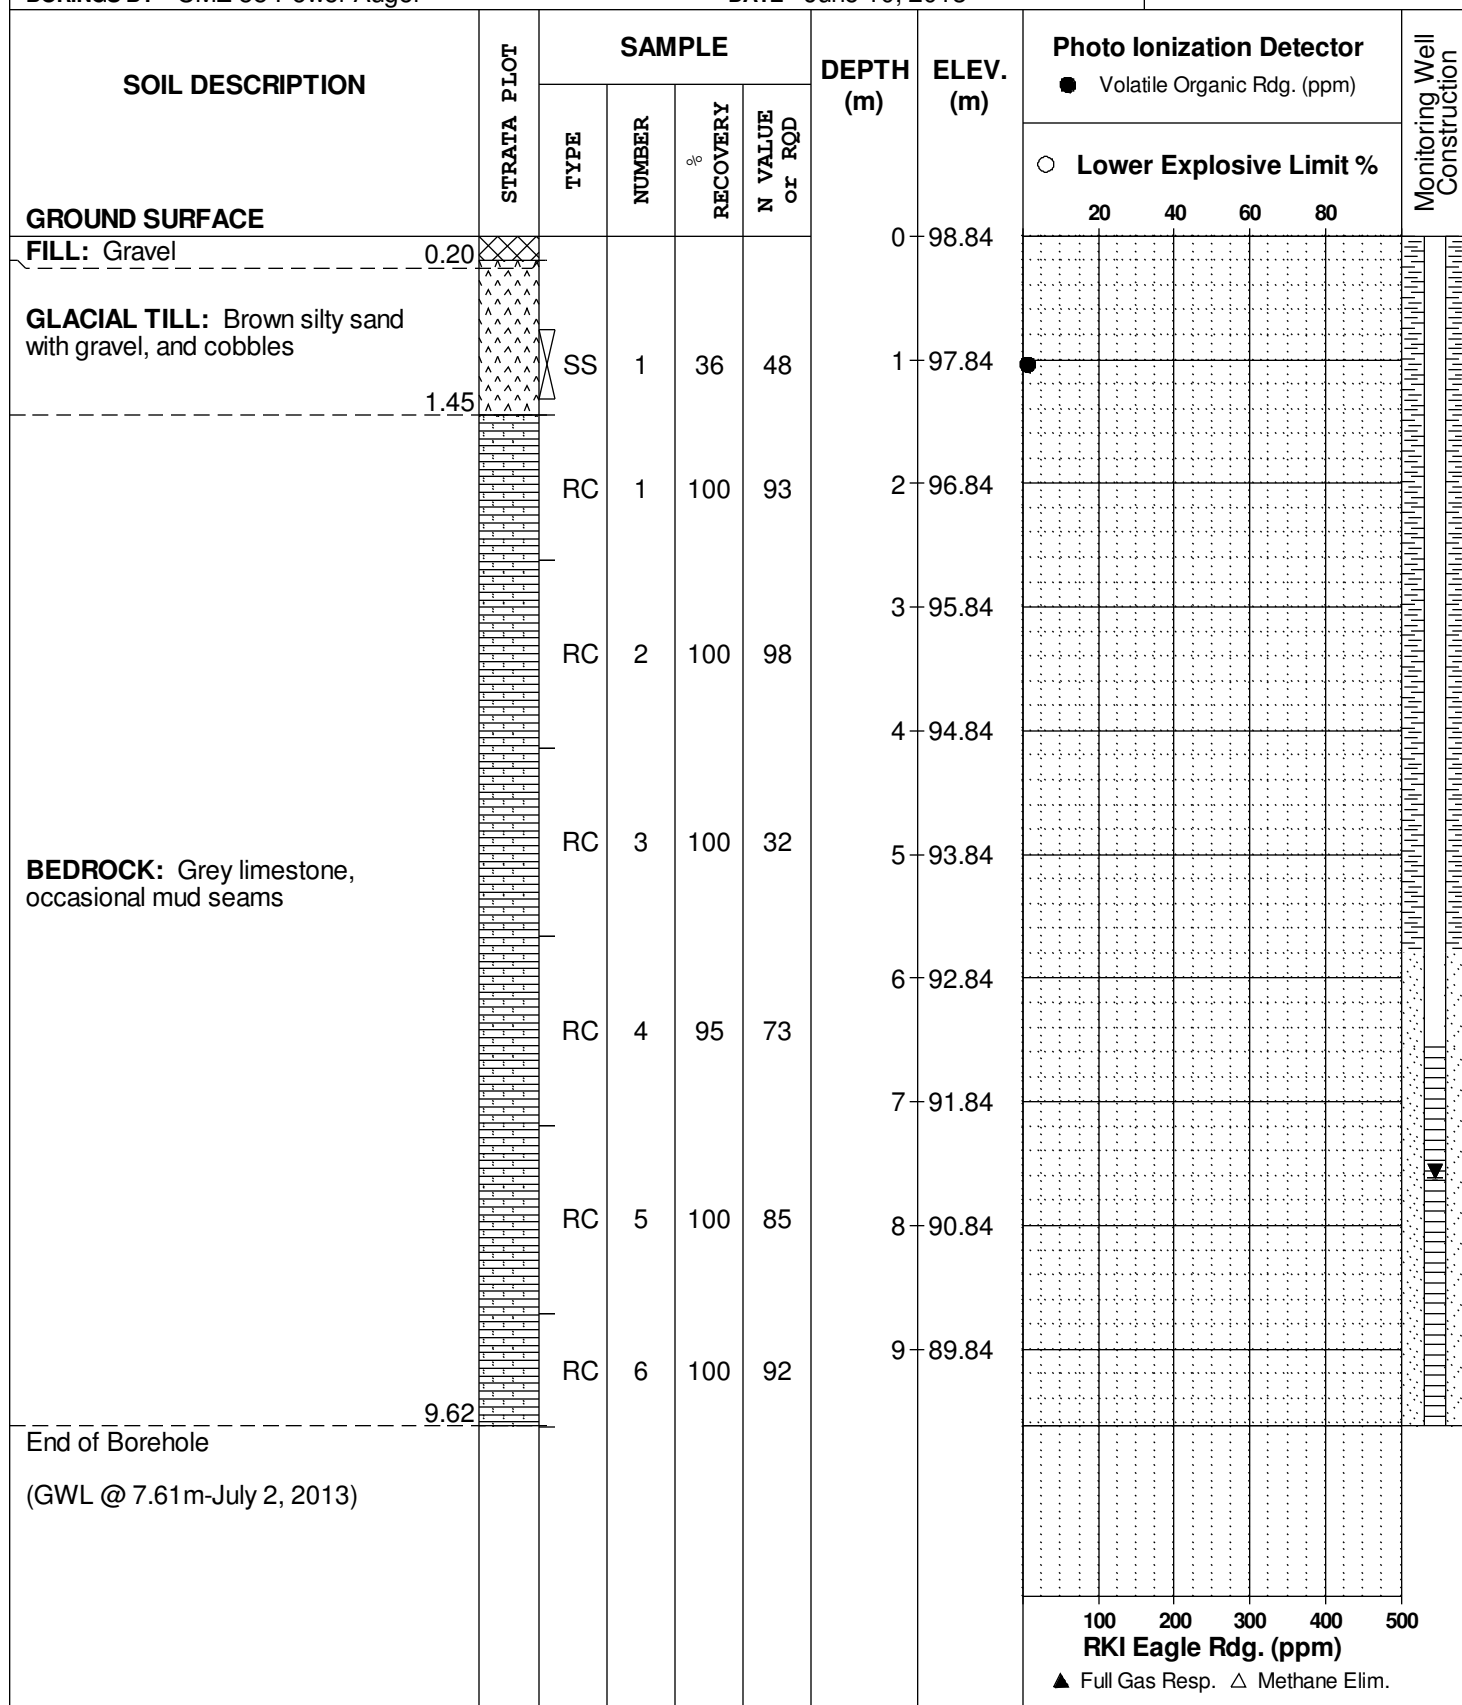 SOIL DESCRIPTION
GROUND SURFACE
STRATA PLOT
SAMPLE
TYPE
NUMBER
%
RECOVERY
N VALUE
or RQD
DEPTH
(m)
ELEV.
(m)
Photo Ionization Detector
● Volatile Organic Rdg. (ppm)
○ Lower Explosive Limit %
20 40 60 80
Monitoring Well
Construction
FILL: Gravel 0.20
0 98.84
GLACIAL TILL: Brown silty sand
with gravel, and cobbles
SS 1 36 48
1 97.84
1.45
RC 1 100 93
2 96.84
3 95.84
RC 2 100 98
4 94.84
RC 3 100 32
5 93.84
BEDROCK: Grey limestone,
occasional mud seams
6 92.84
RC 4 95 73
7 91.84
RC 5 100 85
8 90.84
9 89.84
RC 6 100 92
9.62
End of Borehole
(GWL @ 7.61m-July 2, 2013)
100 200 300 400 500
RKI Eagle Rdg. (ppm)
▲ Full Gas Resp. △ Methane Elim.